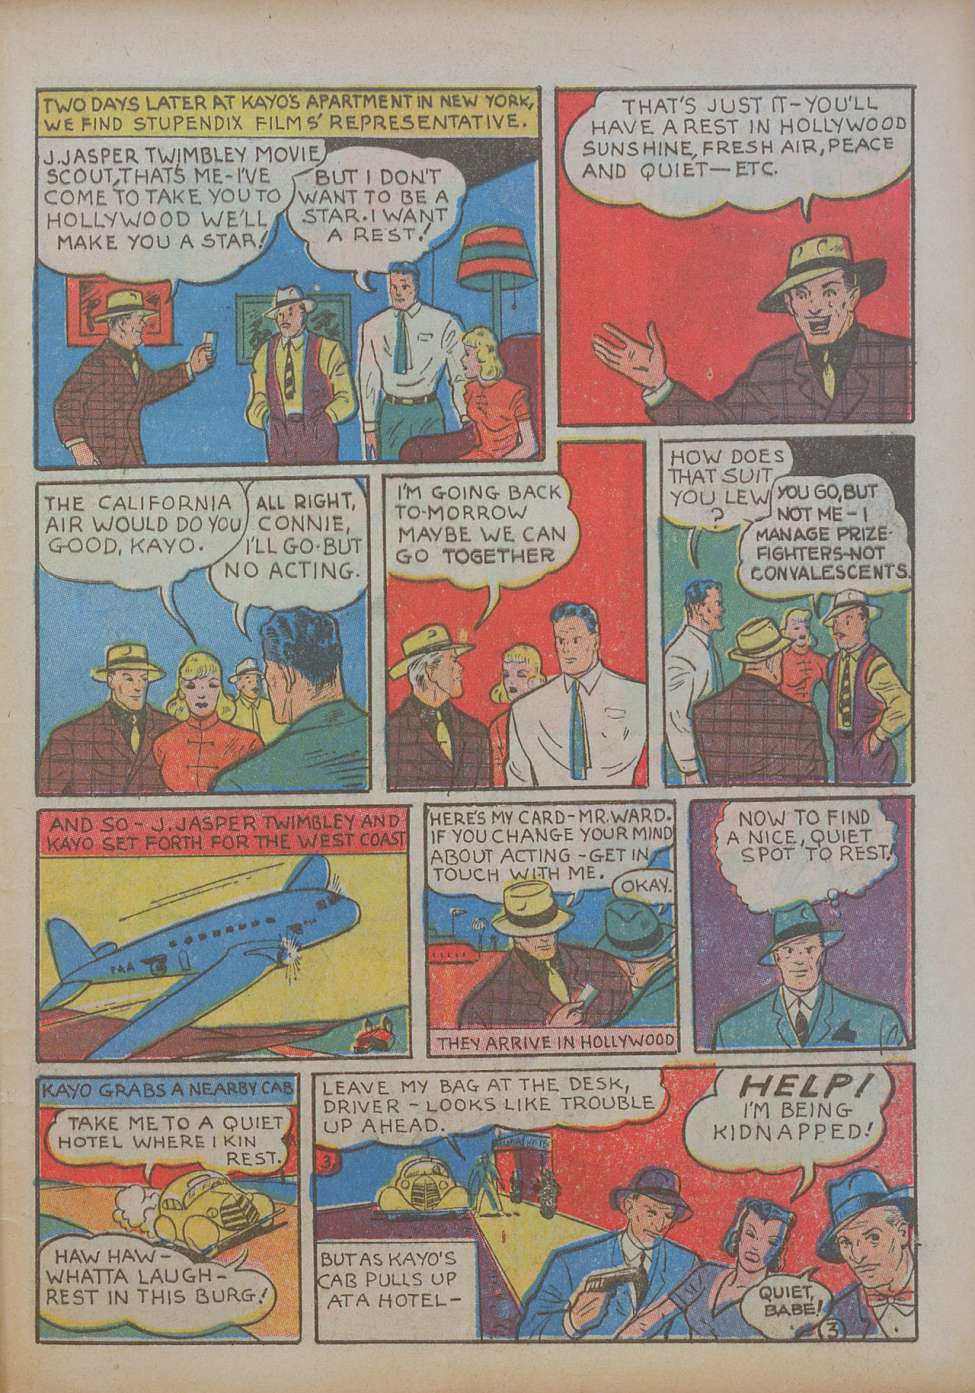 TWO DAYS LATER AT KAYO'S APARTMENT IN NEW YORK,
WE FIND STUPENDIX FILMS' REPRESENTATIVE.
J. JASPER TWIMBLEY MOVIE
SCOUT, THAT'S ME - I'VE
COME TO TAKE YOU TO
HOLLYWOOD WE'LL
MAKE YOU A STAR!
BUT I DON'T
WANT TO BE A
STAR. I WANT
A REST!
THAT'S JUST IT - YOU'LL
HAVE A REST IN HOLLYWOOD
SUNSHINE, FRESH AIR, PEACE
AND QUIET - ETC.
THE CALIFORNIA
AIR WOULD DO YOU
GOOD, KAYO.
ALL RIGHT,
CONNIE,
I'LL GO - BUT
NO ACTING.
I'M GOING BACK
TO-MORROW
MAYBE WE CAN
GO TOGETHER
HOW DOES
THAT SUIT
YOU LEW
?
YOU GO, BUT
NOT ME - I
MANAGE PRIZE-
FIGHTERS - NOT
CONVALESCENTS.
AND SO - J. JASPER TWIMBLEY AND
KAYO SET FORTH FOR THE WEST COAST
TAA
HERE'S MY CARD - MR. WARD.
IF YOU CHANGE YOUR MIND
ABOUT ACTING - GET IN
TOUCH WITH ME.
OKAY.
THEY ARRIVE IN HOLLYWOOD
NOW TO FIND
A NICE, QUIET
SPOT TO REST!
KAYO GRABS A NEARBY CAB
TAKE ME TO A QUIET
HOTEL WHERE I KIN
REST.
HAW HAW -
WHATTA LAUGH -
REST IN THIS BURG!
LEAVE MY BAG AT THE DESK,
DRIVER - LOOKS LIKE TROUBLE
UP AHEAD.
3
BUT AS KAYO'S
CAB PULLS UP
AT A HOTEL -
HELP!
I'M BEING
KIDNAPPED!
QUIET,
BABE!
3